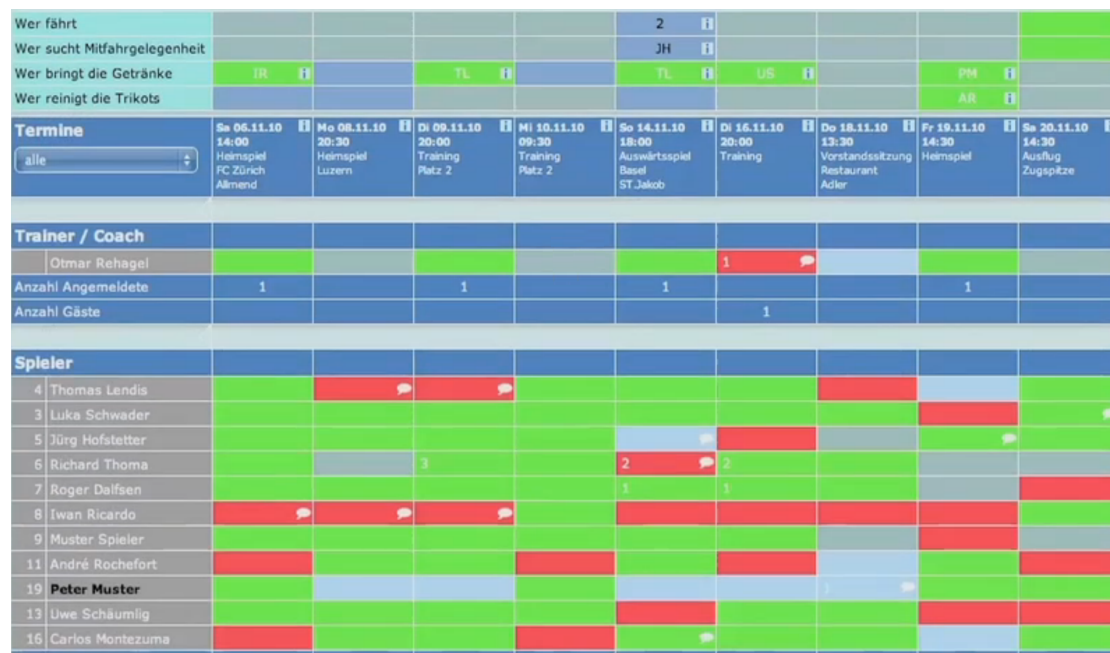 Wer fährt 2 i
Wer sucht Mitfahrgelegenheit JH i
Wer bringt die Getränke IR i TL i TL i US i PM i
Wer reinigt die Trikots AR i
Termine
alle
Sa 06.11.10 i
14:00
Heimspiel
FC Zürich
Allmend
Mo 08.11.10 i
20:30
Heimspiel
Luzern
Di 09.11.10 i
20:00
Training
Platz 2
Mi 10.11.10 i
09:30
Training
Platz 2
So 14.11.10 i
18:00
Auswärtsspiel
Basel
ST.Jakob
Di 16.11.10 i
20:00
Training
Do 18.11.10 i
13:30
Vorstandssitzung
Restaurant
Adler
Fr 19.11.10 i
14:30
Heimspiel
Sa 20.11.10
14:30
Ausflug
Zugspitze
Trainer / Coach
Otmar Rehagel 1
Anzahl Angemeldete 1 1 1 1
Anzahl Gäste 1
Spieler
4 Thomas Lendis
3 Luka Schwader
5 Jürg Hofstetter
6 Richard Thoma 3 2 2
7 Roger Dalfsen 1 1
8 Iwan Ricardo
9 Muster Spieler
11 André Rochefort
19 Peter Muster
13 Uwe Schäumlig
16 Carlos Montezuma